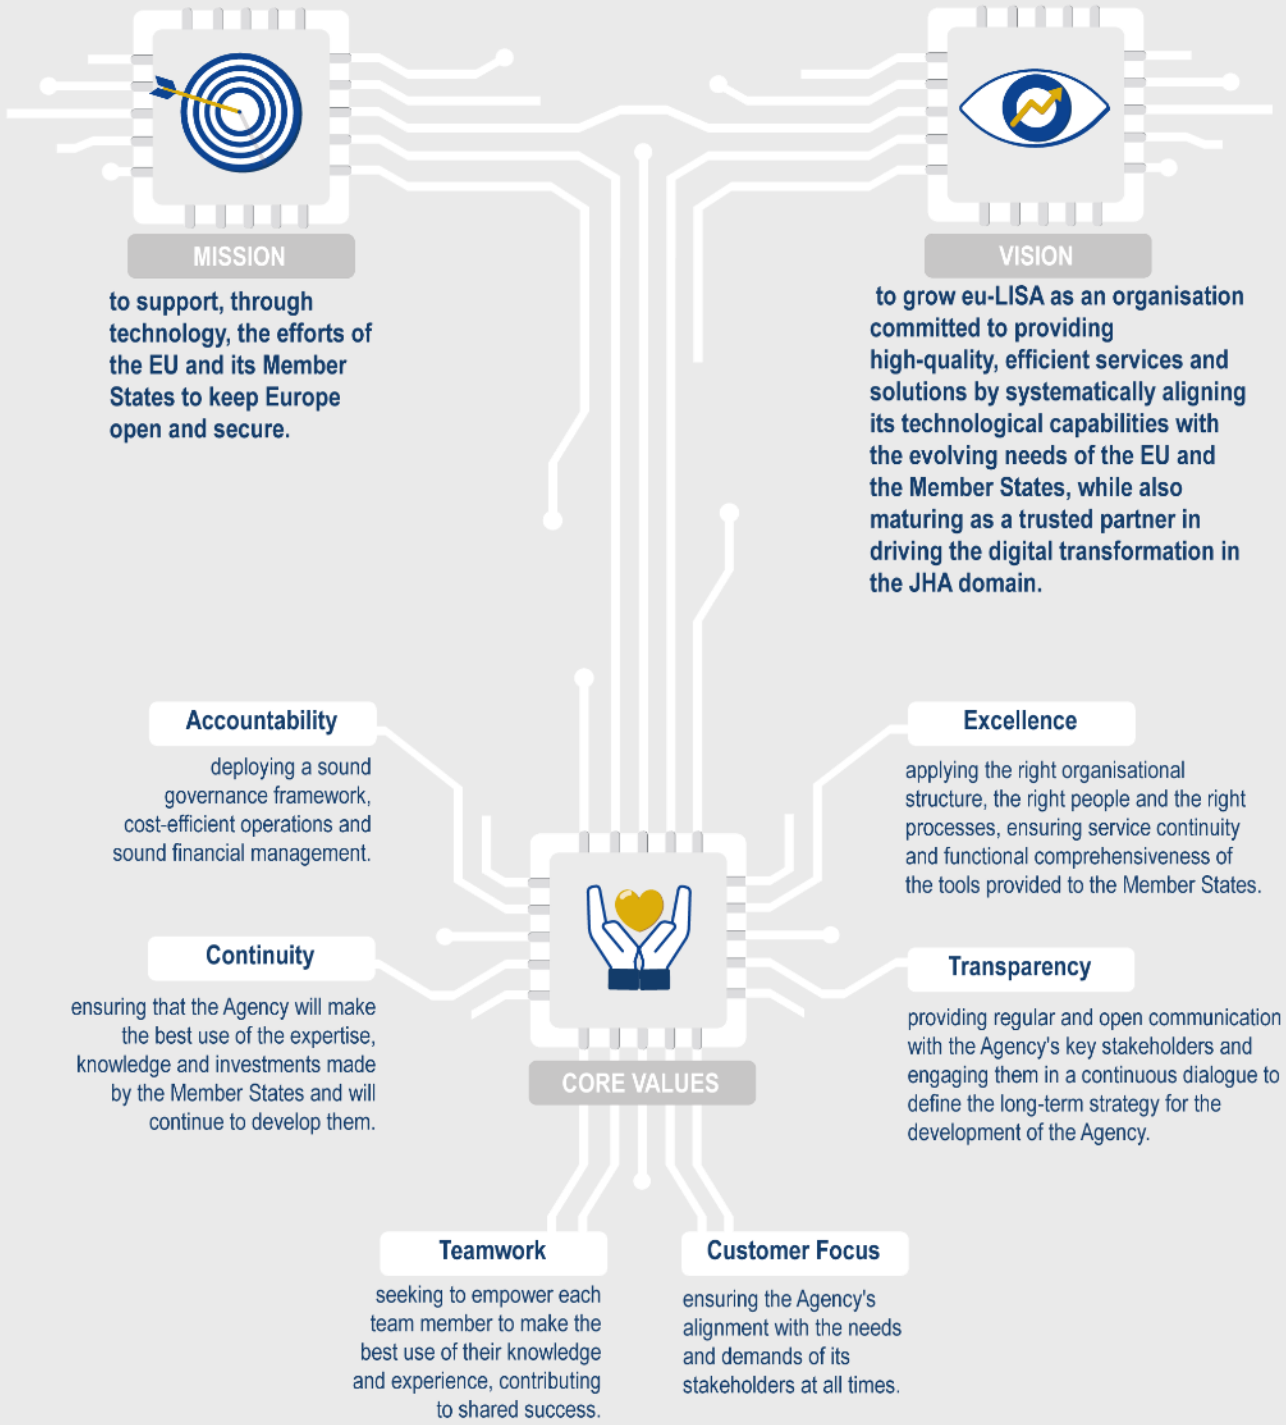 MISSION
to support, through
technology, the efforts of
the EU and its Member
States to keep Europe
open and secure.
VISION
to grow eu-LISA as an organisation
committed to providing
high-quality, efficient services and
solutions by systematically aligning
its technological capabilities with
the evolving needs of the EU and
the Member States, while also
maturing as a trusted partner in
driving the digital transformation in
the JHA domain.
Accountability
deploying a sound
governance framework,
cost-efficient operations and
sound financial management.
Excellence
applying the right organisational
structure, the right people and the right
processes, ensuring service continuity
and functional comprehensiveness of
the tools provided to the Member States.
Continuity
ensuring that the Agency will make
the best use of the expertise,
knowledge and investments made
by the Member States and will
continue to develop them.
Transparency
providing regular and open communication
with the Agency's key stakeholders and
engaging them in a continuous dialogue to
define the long-term strategy for the
development of the Agency.
CORE VALUES
Teamwork
seeking to empower each
team member to make the
best use of their knowledge
and experience, contributing
to shared success.
Customer Focus
ensuring the Agency's
alignment with the needs
and demands of its
stakeholders at all times.